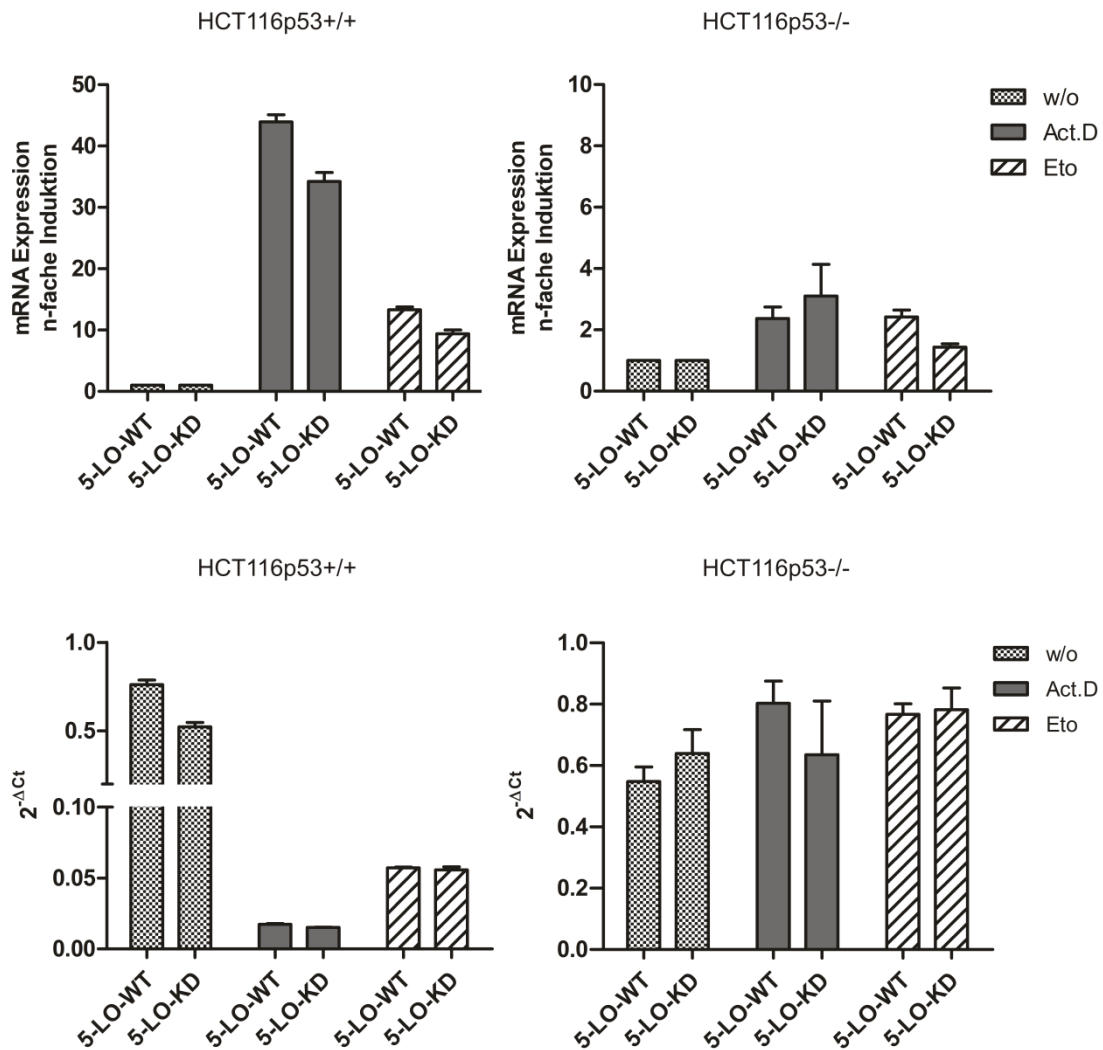 HCT116p53+/+
HCT116p53-/-
mRNA Expression
n-fache Induktion
50
40
30
20
10
0
5-LO-WT
5-LO-KD
5-LO-WT
5-LO-KD
5-LO-WT
5-LO-KD
mRNA Expression
n-fache Induktion
10
8
6
4
2
0
5-LO-WT
5-LO-KD
5-LO-WT
5-LO-KD
5-LO-WT
5-LO-KD
w/o
Act.D
Eto
HCT116p53+/+
HCT116p53-/-
2-ΔCt
1.0
0.5
0.10
0.05
0.00
5-LO-WT
5-LO-KD
5-LO-WT
5-LO-KD
5-LO-WT
5-LO-KD
2-ΔCt
1.0
0.8
0.6
0.4
0.2
0.0
5-LO-WT
5-LO-KD
5-LO-WT
5-LO-KD
5-LO-WT
5-LO-KD
w/o
Act.D
Eto